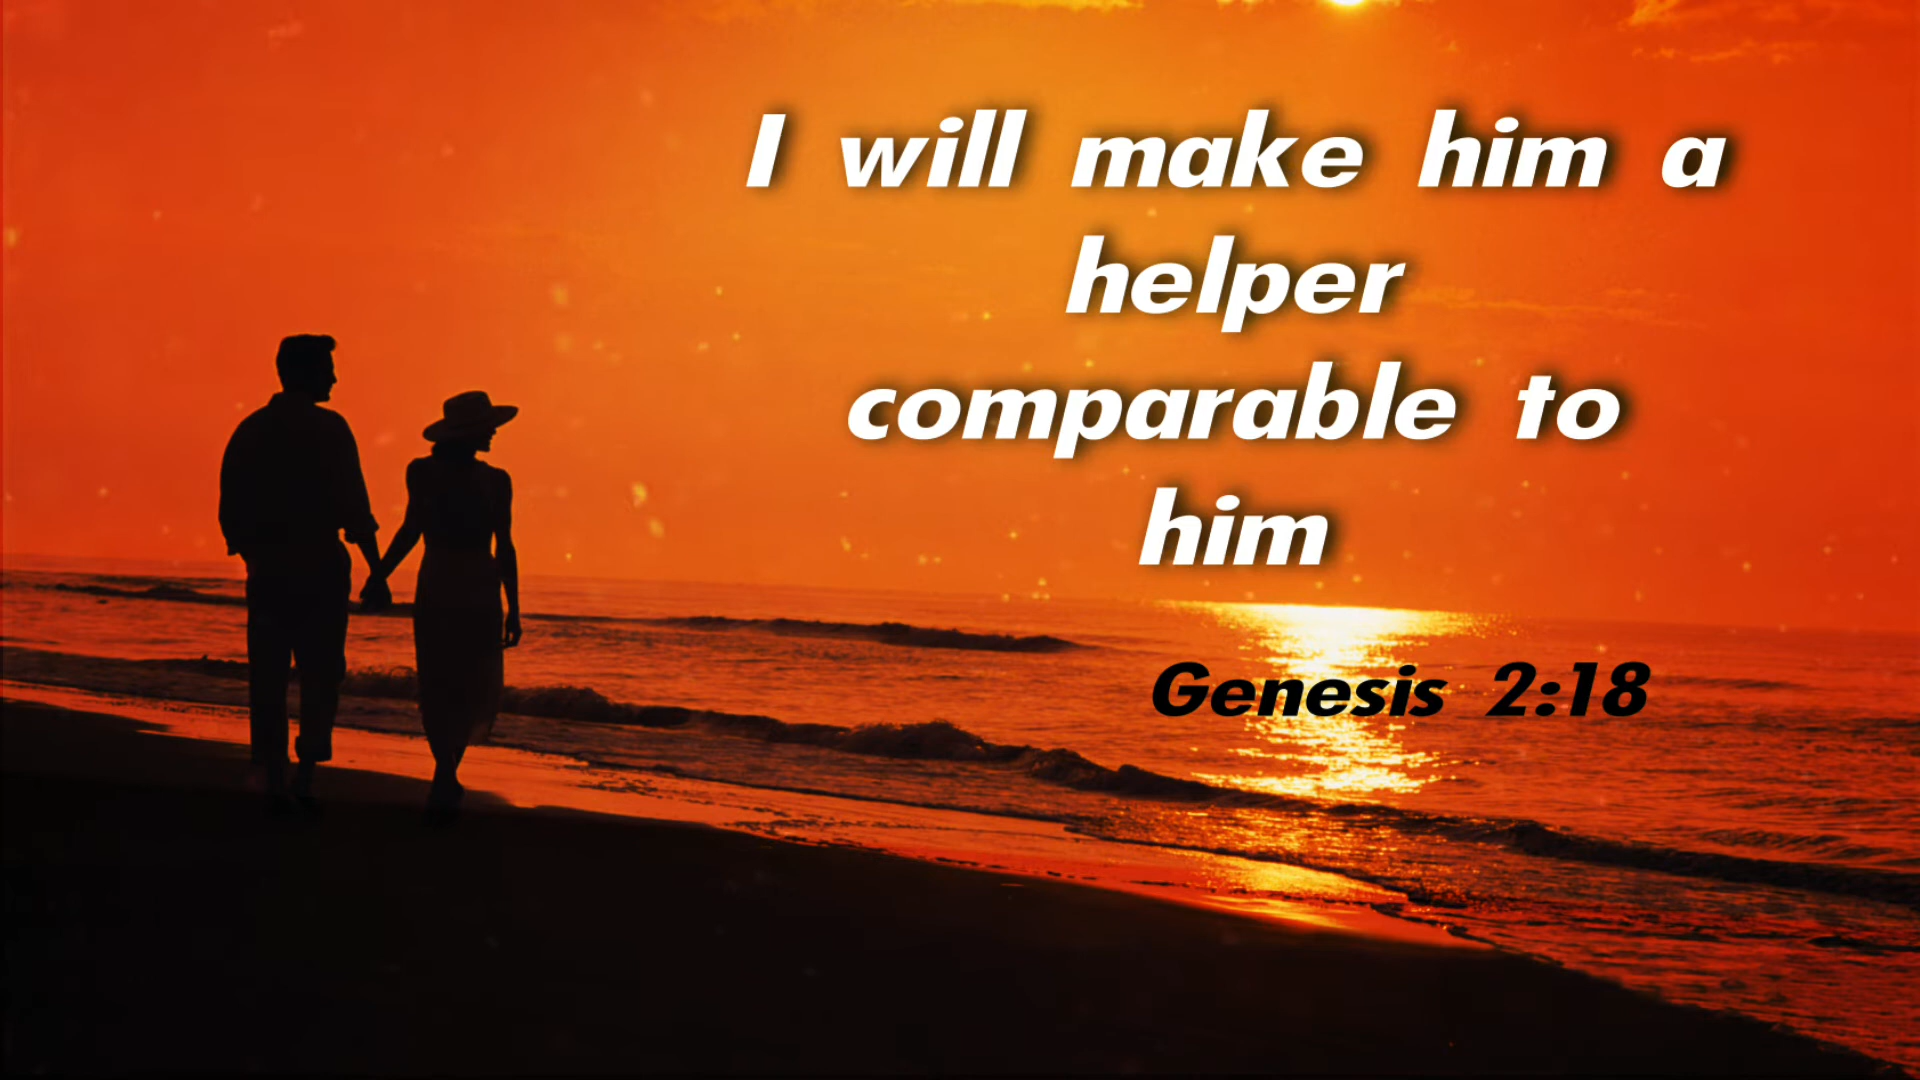 I will make him a
helper
comparable to
him
Genesis 2:18